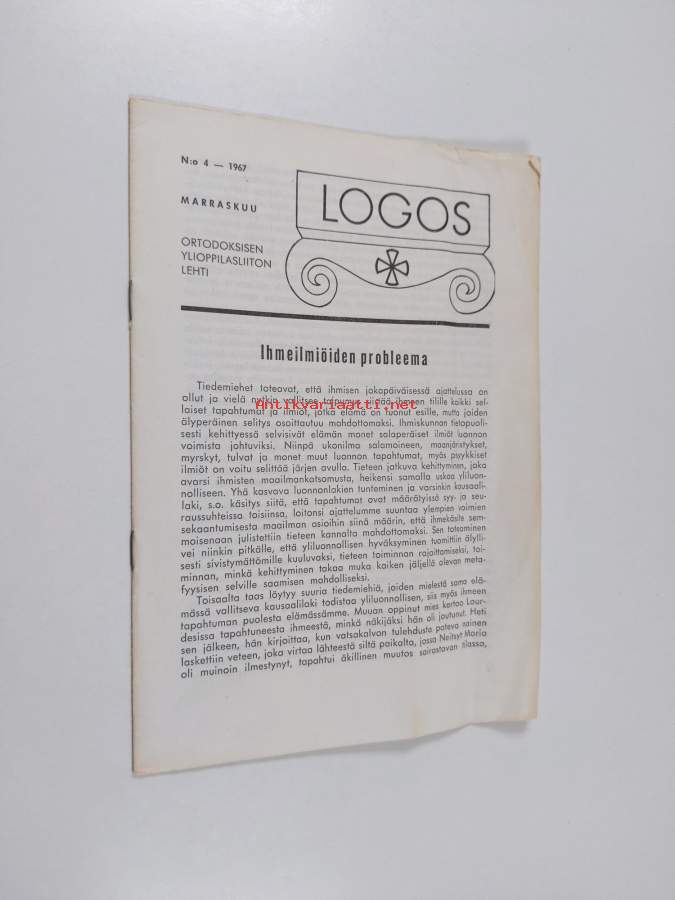 N:o 4 — 1967
MARRASKUU
ORTODOKSISEN
YLIOPPILASLIITON
LEHTI
LOGOS
Ihmeilmiöiden probleema
Tiedemiehet toteavat, että ihmisen jokapäiväisessä ajattelussa on
ollut ja vielä nytkin vallitsee taipumus siirtää ihmeen tilille kaikki sel-
laiset tapahtumat ja ilmiöt, jotka elämä on tuonut esille, mutta joiden
älyperäinen selitys osoittautuu mahdottomaksi. Ihmiskunnan tietopuoli-
sesti kehittyessä selvisivät elämän monet salaperäiset ilmiöt luonnon
voimista johtuviksi. Niinpä ukonilma salamoineen, maanjäristykset,
myrskyt, tulvat ja monet muut luonnon tapahtumat, myös psyykkiset
ilmiöt on voitu selittää järjen avulla. Tieteen jatkuva kehittyminen, joka
avarsi ihmisten maailmankatsomusta, heikensi samalla uskoa yliluon-
nolliseen. Yhä kasvava luonnonlakien tunteminen ja varsinkin kausaali-
laki, s.o. käsitys siitä, että tapahtumat ovat määrätyissä syy- ja seu-
raussuhteissa toisiinsa, loitonsi ajattelumme suuntaa ylempien voimien
sekaantumisesta maailman asioihin siinä määrin, että ihmekäsite sem-
moisenaan julistettiin tieteen kannalta mahdottomaksi. Sen toteaminen
vei niinkin pitkälle, että yliluonnollisen hyväksyminen tuomittiin älylli-
sesti sivistymättömille kuuluvaksi, tieteen toiminnan rajoittamiseksi, toi-
minnan, minkä kehittyminen takaa muka kaiken jäljellä olevan meta-
fyysisen selville saamisen mahdolliseksi.
Toisaalta taas löytyy suuria tiedemiehiä, joiden mielestä sama elä-
mässä vallitseva kausaalilaki todistaa yliluonnollisen, siis myös ihmeen
tapahtuman puolesta elämässämme. Muuan oppinut mies kertoo Lour-
desissa tapahtuneesta ihmeestä, minkä näkijäksi hän oli joutunut. Heti
sen jälkeen, hän kirjoittaa, kun vatsakalvon tulehdusta poteva nainen
laskettiin veteen, joka virtaa lähteestä siltä paikalta, jossa Neitsyt Maria
oli muinoin ilmestynyt, tapahtui äkillinen muutos sairastavan tilassa,
Antikvariaatti.net